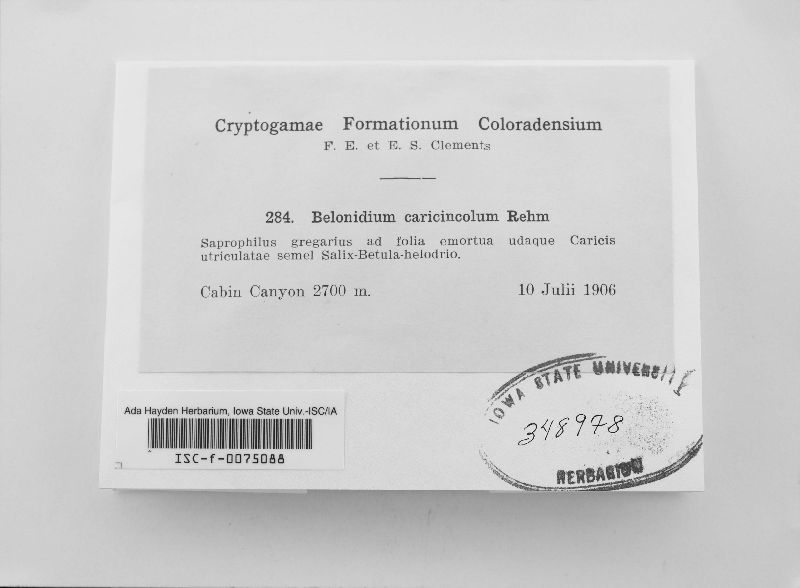 Cryptogamae Formationum Coloradensium
F. E. et E. S. Clements
284. Belonidium caricincolum Rehm
Saprophilus gregarius ad folia emortua udaque Caricis
utriculatae semel Salix-Betula-helodrio.
Cabin Canyon 2700 m. 10 Julii 1906
Ada Hayden Herbarium, Iowa State Univ.-ISC/IA
ISC-f-0075088
IOWA STATE UNIVERSITY
348978
HERBARIUM